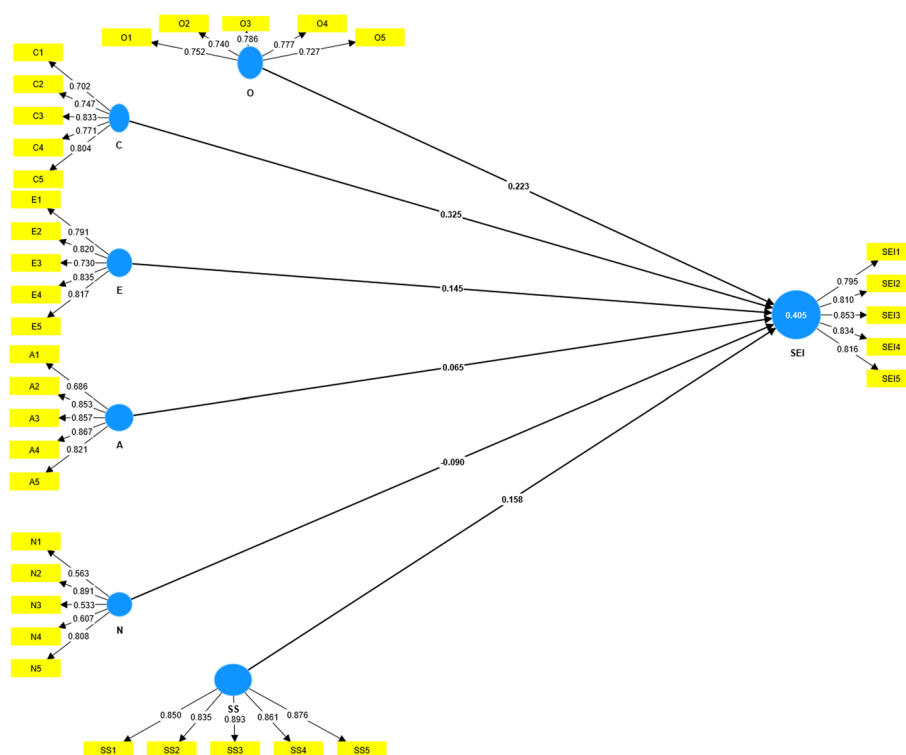 O1
O2
O3
O4
O5
0.752
0.740
0.786
0.777
0.727
O
C1
C2
C3
C4
C5
0.702
0.747
0.833
0.771
0.804
C
E1
E2
E3
E4
E5
0.791
0.820
0.730
0.835
0.817
E
A1
A2
A3
A4
A5
0.686
0.853
0.857
0.867
0.821
A
N1
N2
N3
N4
N5
0.563
0.891
0.533
0.607
0.808
N
SS
0.850
0.835
0.893
0.861
0.876
SS1
SS2
SS3
SS4
SS5
0.223
0.325
0.145
0.065
-0.090
0.158
0.405
SEI
0.795
0.810
0.853
0.834
0.816
SEI1
SEI2
SEI3
SEI4
SEI5